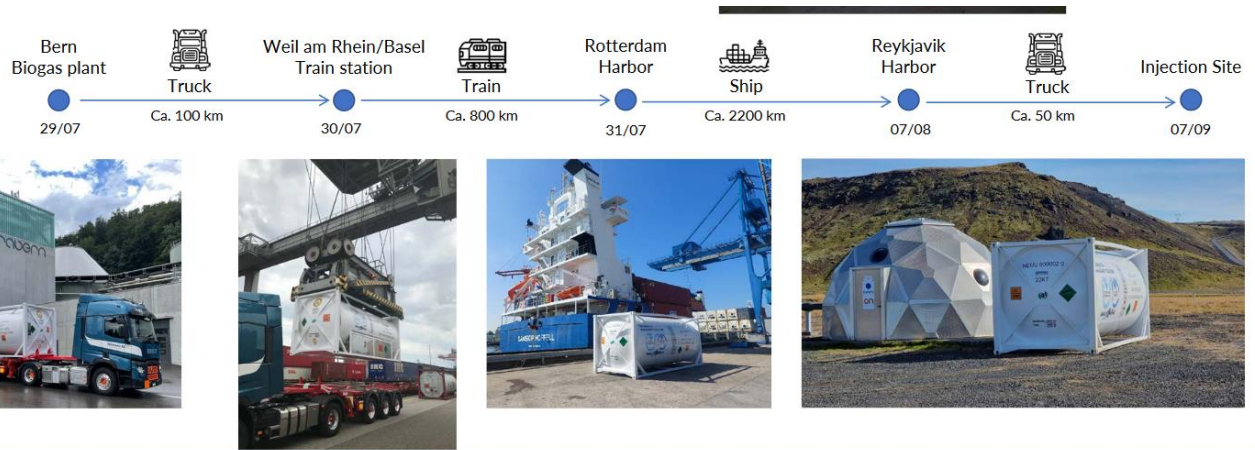 Bern
Biogas plant
29/07
Truck
Ca. 100 km
Weil am Rhein/Basel
Train station
30/07
Train
Ca. 800 km
Rotterdam
Harbor
31/07
Ship
Ca. 2200 km
Reykjavik
Harbor
07/08
Truck
Ca. 50 km
Injection Site
07/09
on